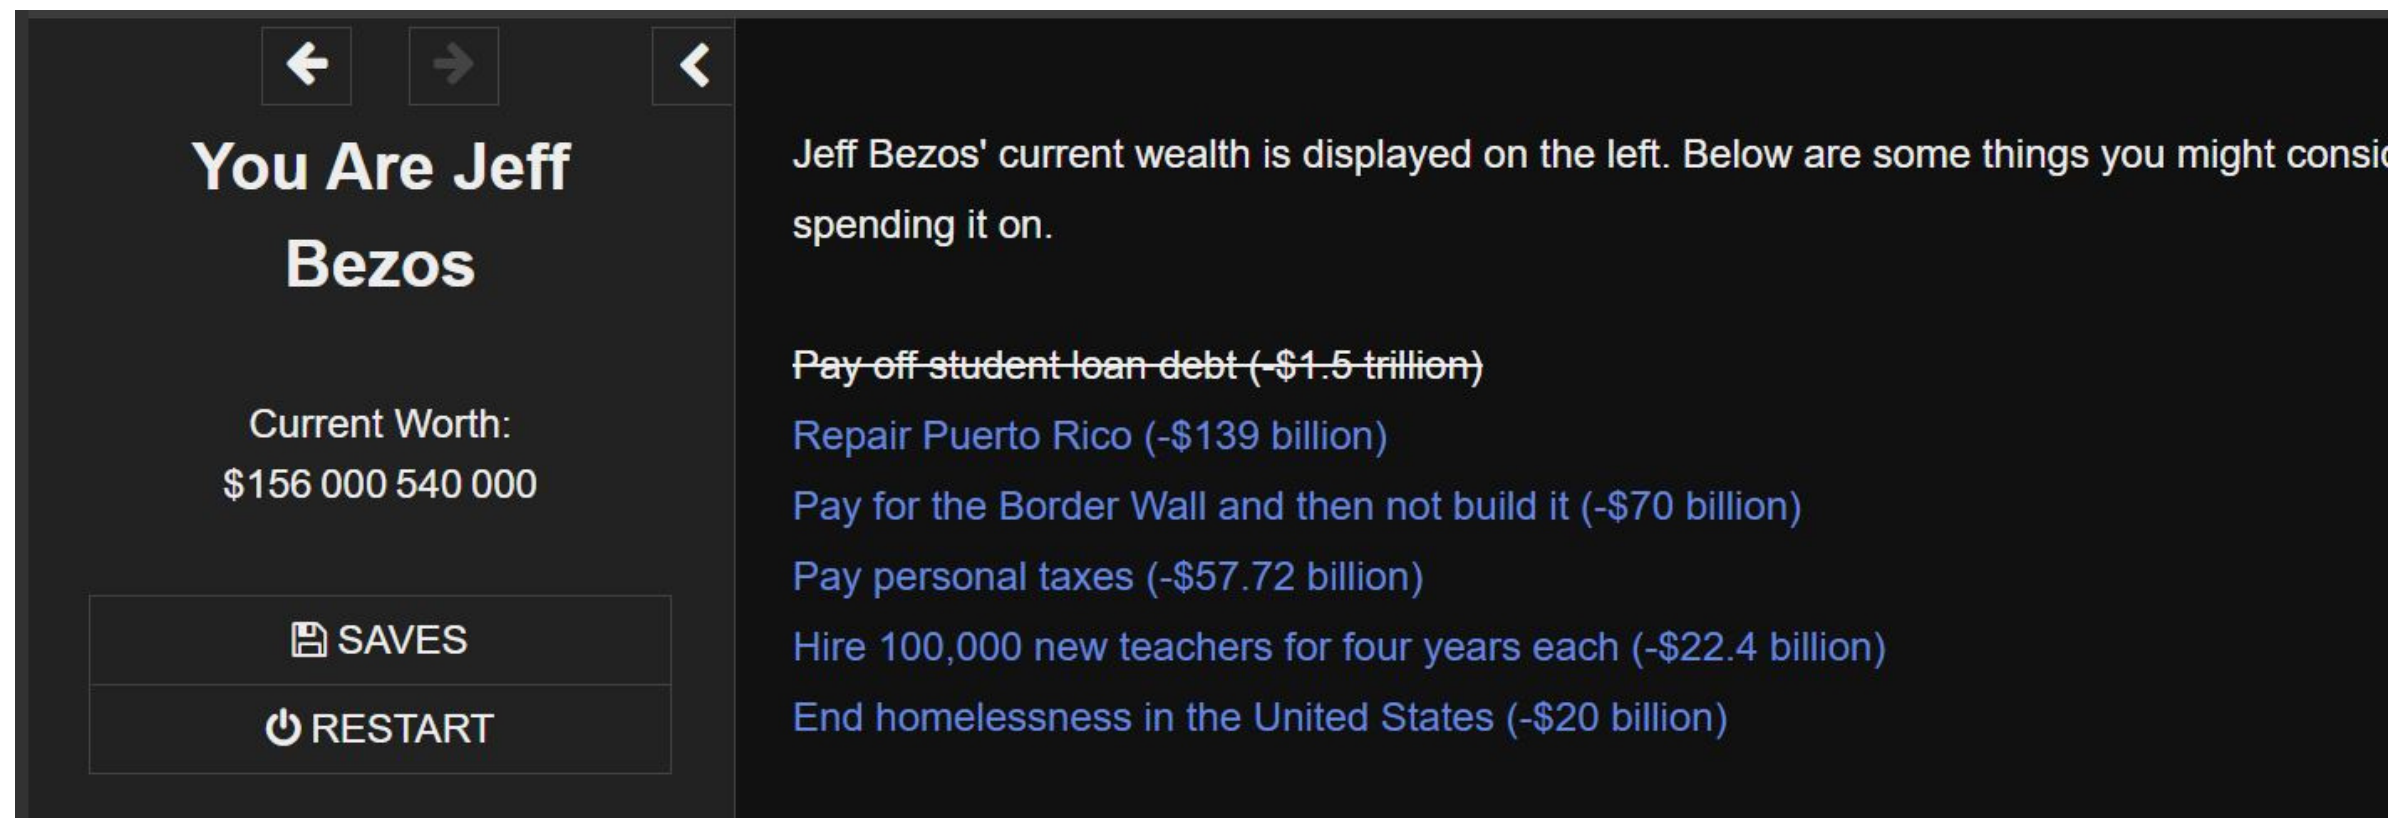 You Are Jeff
Bezos
Current Worth:
$156 000 540 000
SAVES
RESTART
Jeff Bezos' current wealth is displayed on the left. Below are some things you might
spending it on.
Pay off student loan debt (-$1.5 trillion)
Repair Puerto Rico (-$139 billion)
Pay for the Border Wall and then not build it (-$70 billion)
Pay personal taxes (-$57.72 billion)
Hire 100,000 new teachers for four years each (-$22.4 billion)
End homelessness in the United States (-$20 billion)